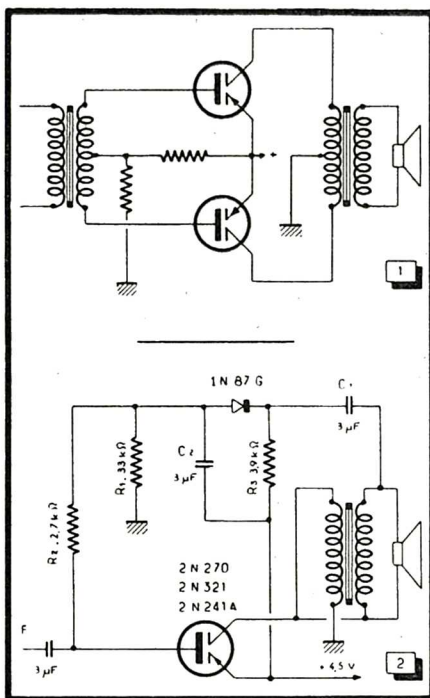 +
1
1 N 87 G
C₁
3 µF
R₁. 33 kΩ
C₂
3 µF
R₃ 3,9 kΩ
R₂. 2,7 kΩ
2 N 270
2 N 321
2 N 241A
F
3 µF
+ 4,5 V
2